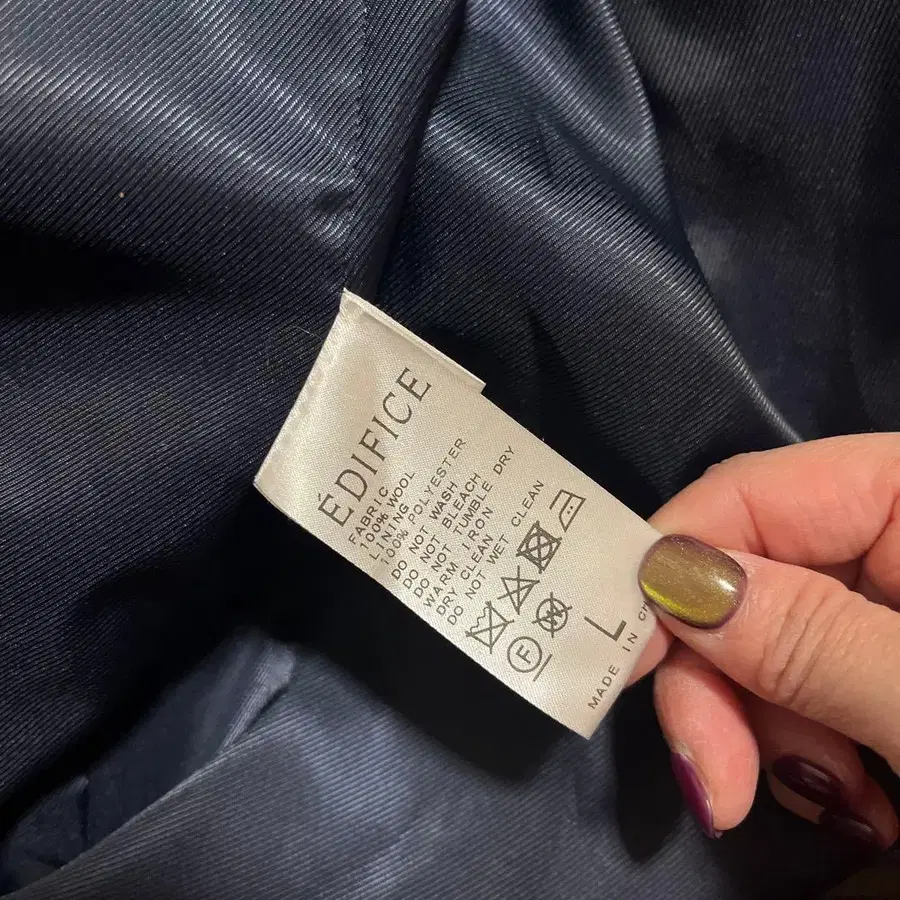 ÉDIFICE
FABRIC
100% WOOL
LINING
100% POLYESTER
DO NOT WASH
DO NOT BLEACH
DO NOT TUMBLE DRY
WARM IRON
DRY CLEAN
DO NOT WET CLEAN
F W
L
MADE IN